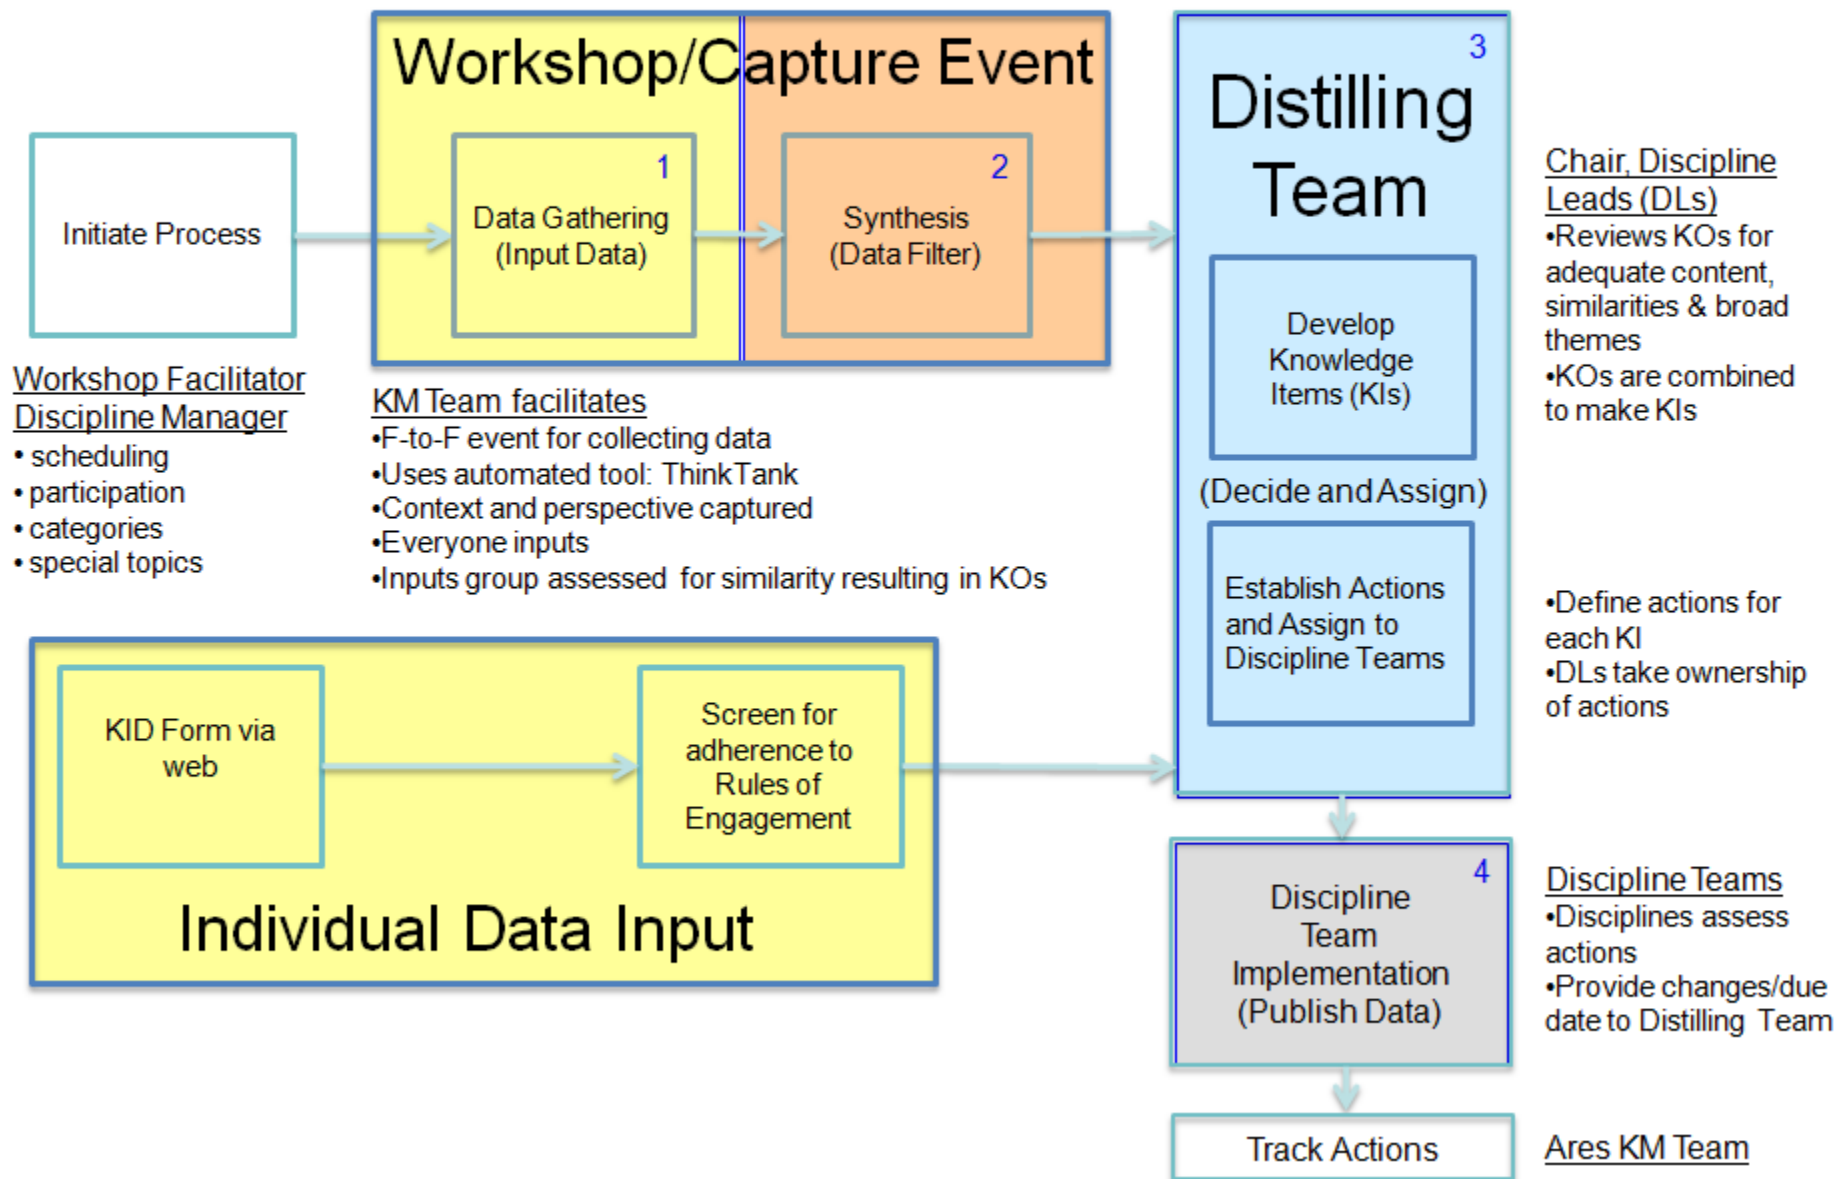 Workshop/Capture Event
Initiate Process
1
Data Gathering
(Input Data)
2
Synthesis
(Data Filter)
Workshop Facilitator
Discipline Manager
• scheduling
• participation
• categories
• special topics
KM Team facilitates
•F-to-F event for collecting data
•Uses automated tool: ThinkTank
•Context and perspective captured
•Everyone inputs
•Inputs group assessed for similarity resulting in KOs
KID Form via
web
Screen for
adherence to
Rules of
Engagement
Individual Data Input
3
Distilling
Team
Develop
Knowledge
Items (KIs)
(Decide and Assign)
Establish Actions
and Assign to
Discipline Teams
Chair, Discipline
Leads (DLs)
•Reviews KOs for
adequate content,
similarities & broad
themes
•KOs are combined
to make KIs
•Define actions for
each KI
•DLs take ownership
of actions
4
Discipline
Team
Implementation
(Publish Data)
Discipline Teams
•Disciplines assess
actions
•Provide changes/due
date to Distilling Team
Track Actions
Ares KM Team